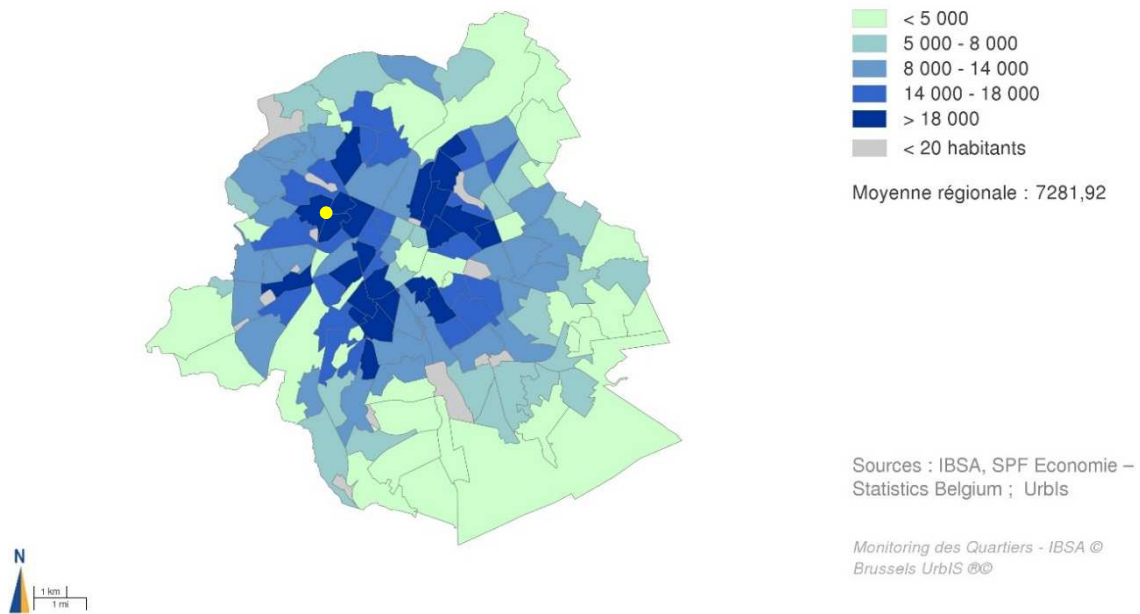 < 5 000
5 000 - 8 000
8 000 - 14 000
14 000 - 18 000
> 18 000
< 20 habitants
Moyenne régionale : 7281,92
Sources : IBSA, SPF Economie –
Statistics Belgium ; UrbIs
Monitoring des Quartiers - IBSA ©
Brussels UrbIS ®©
N
1 km
1 mi